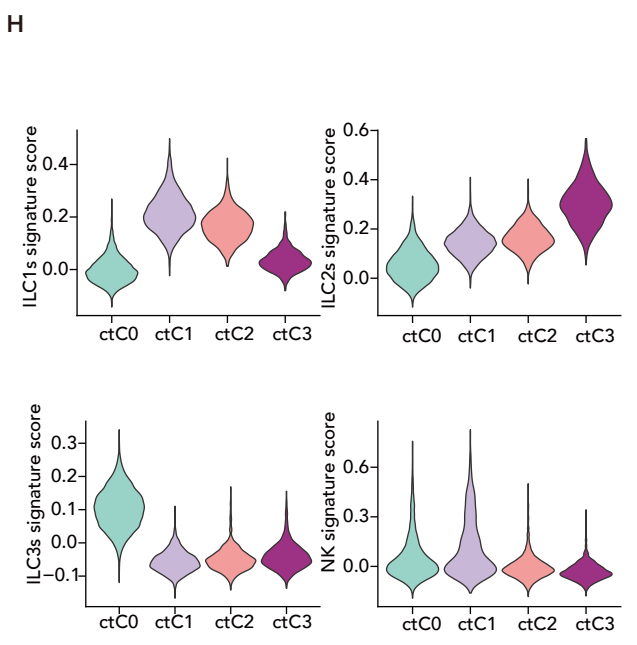 H
ILC1s signature score
0.4
0.2
0.0
ctC0 ctC1 ctC2 ctC3
ILC2s signature score
0.6
0.4
0.2
0.0
ctC0 ctC1 ctC2 ctC3
ILC3s signature score
0.3
0.2
0.1
0.0
−0.1
ctC0 ctC1 ctC2 ctC3
NK signature score
0.6
0.3
0.0
ctC0 ctC1 ctC2 ctC3